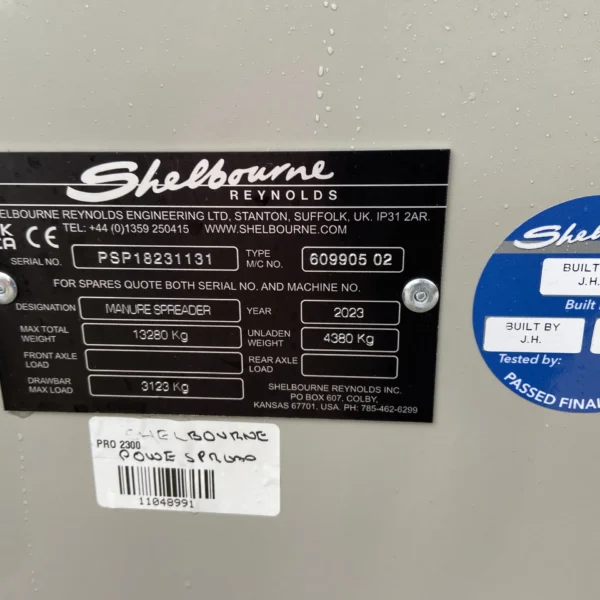 Shelbourne
REYNOLDS
ELBOURNE REYNOLDS ENGINEERING LTD, STANTON, SUFFOLK, UK. IP31 2AR.
TEL: +44 (0)1359 250415 WWW.SHELBOURNE.COM
CE
SERIAL NO. PSP18231131 TYPE M/C NO. 609905 02
FOR SPARES QUOTE BOTH SERIAL NO. AND MACHINE NO.
DESIGNATION MANURE SPREADER YEAR 2023
MAX TOTAL WEIGHT 13280 Kg UNLADEN WEIGHT 4380 Kg
FRONT AXLE LOAD REAR AXLE LOAD
DRAWBAR MAX LOAD 3123 Kg
SHELBOURNE REYNOLDS INC.
PO BOX 607, COLBY,
KANSAS 67701. USA. PH: 785-462-6299
SHELBOURNE
PRO 2300
11048991
Shel
BUILT
J.H.
Built
BUILT BY
J.H.
Tested by:
PASSED FINA